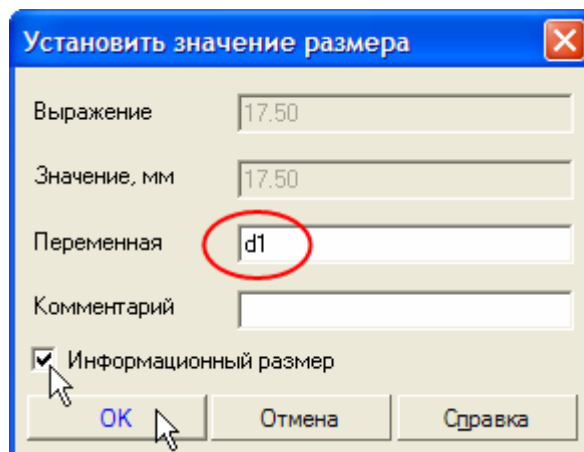 Установить значение размера
Выражение 17.50
Значение, мм 17.50
Переменная d1
Комментарий
Информационный размер
OK Отмена Справка